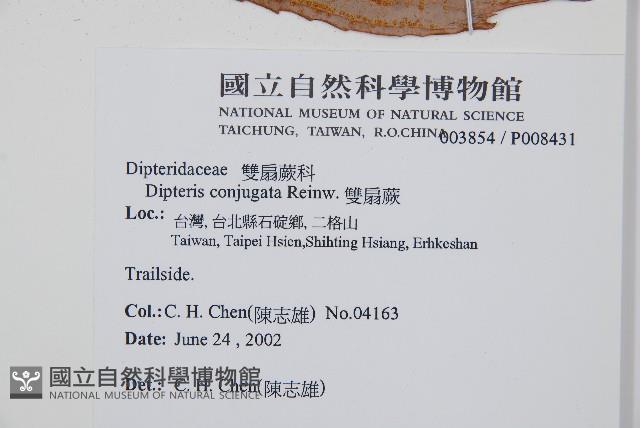 國立自然科學博物館
NATIONAL MUSEUM OF NATURAL SCIENCE
TAICHUNG, TAIWAN, R.O.CHINA 003854 / P008431
Dipteridaceae 雙扇蕨科
Dipteris conjugata Reinw. 雙扇蕨
Loc.: 台灣, 台北縣石碇鄉, 二格山
Taiwan, Taipei Hsien,Shihting Hsiang, Erhkeshan
Trailside.
Col.: C. H. Chen(陳志雄) No.04163
Date: June 24 , 2002
Det.: C. H. Chen(陳志雄)
國立自然科學博物館
NATIONAL MUSEUM OF NATURAL SCIENCE